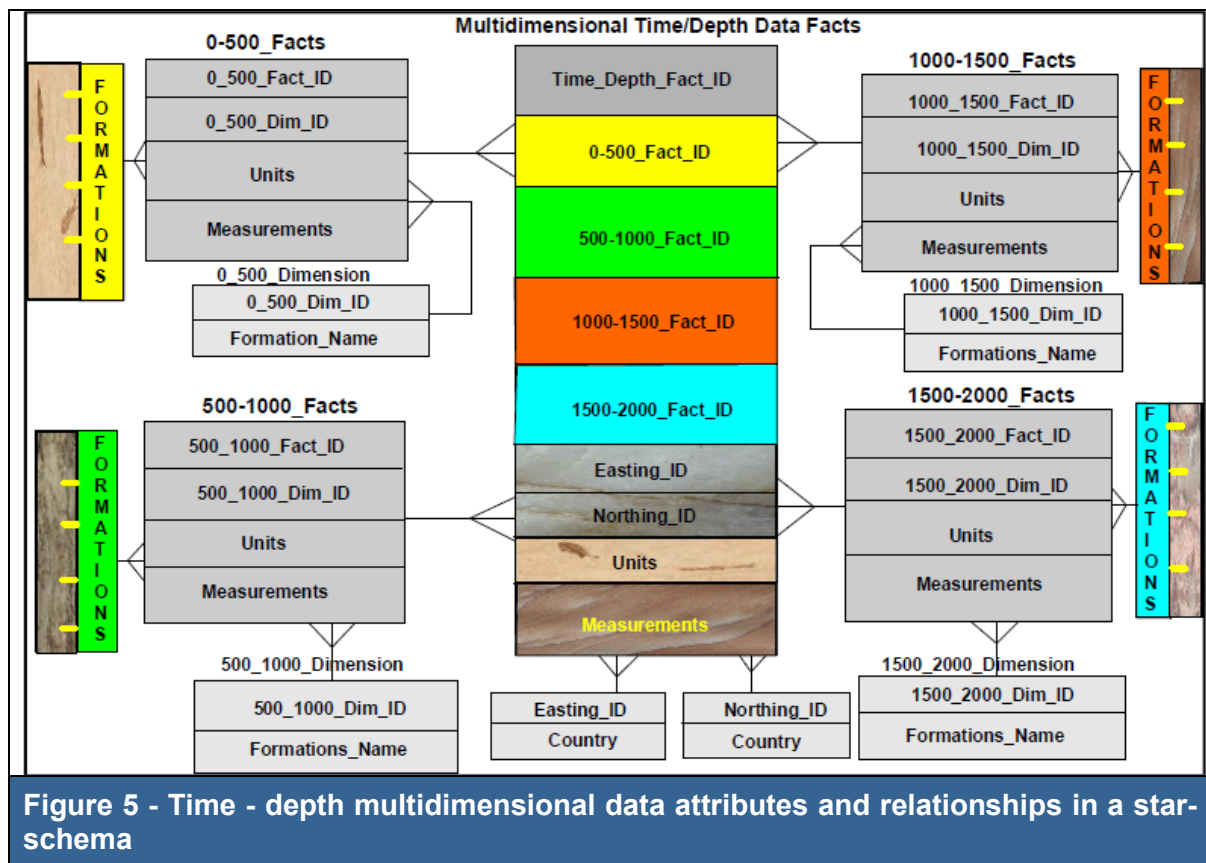 Multidimensional Time/Depth Data Facts
0-500_Facts
0_500_Fact_ID
0_500_Dim_ID
Units
Measurements
FORMATIONS
0_500_Dimension
0_500_Dim_ID
Formation_Name
Time_Depth_Fact_ID
0-500_Fact_ID
500-1000_Fact_ID
1000-1500_Fact_ID
1500-2000_Fact_ID
Easting_ID
Northing_ID
Units
Measurements
1000-1500_Facts
1000_1500_Fact_ID
1000_1500_Dim_ID
Units
Measurements
FORMATIONS
1000_1500_Dimension
1000_1500_Dim_ID
Formations_Name
500-1000_Facts
500_1000_Fact_ID
500_1000_Dim_ID
Units
Measurements
FORMATIONS
500_1000_Dimension
500_1000_Dim_ID
Formations_Name
Easting_ID
Country
Northing_ID
Country
1500-2000_Facts
1500_2000_Fact_ID
1500_2000_Dim_ID
Units
Measurements
FORMATIONS
1500_2000_Dimension
1500_2000_Dim_ID
Formations_Name
Figure 5 - Time - depth multidimensional data attributes and relationships in a star-
schema